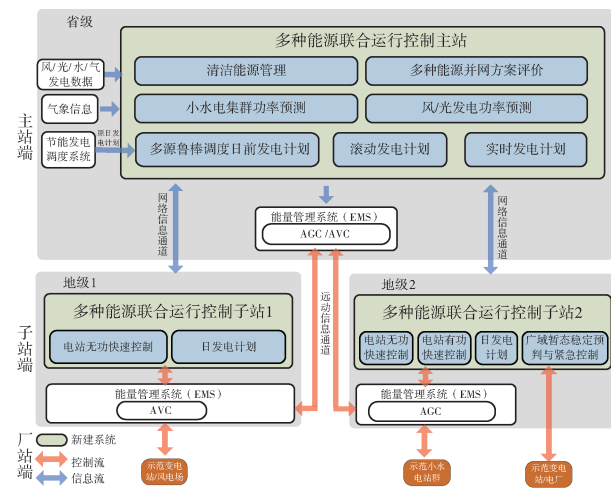 省级
多种能源联合运行控制主站
风/光/水/气
发电数据
清洁能源管理
多种能源并网方案评价
气象信息
小水电集群功率预测
风/光发电功率预测
主站端
节能发电
调度系统
原日发
电计划
多源鲁棒调度日前发电计划
滚动发电计划
实时发电计划
网络信息通道
能量管理系统（EMS）
AGC /AVC
网络信息通道
地级1
多种能源联合运行控制子站1
电站无功快速控制
日发电计划
远动信息通道
地级2
多种能源联合运行控制子站2
电站无功
快速控制
电站有功
快速控制
日发电
计划
广域暂态稳定预
判与紧急控制
子站端
能量管理系统（EMS）
AVC
能量管理系统（EMS）
AGC
厂站端
新建系统
控制流
信息流
示范变电
站/风电场
示范小水
电站群
示范变电
站/电厂